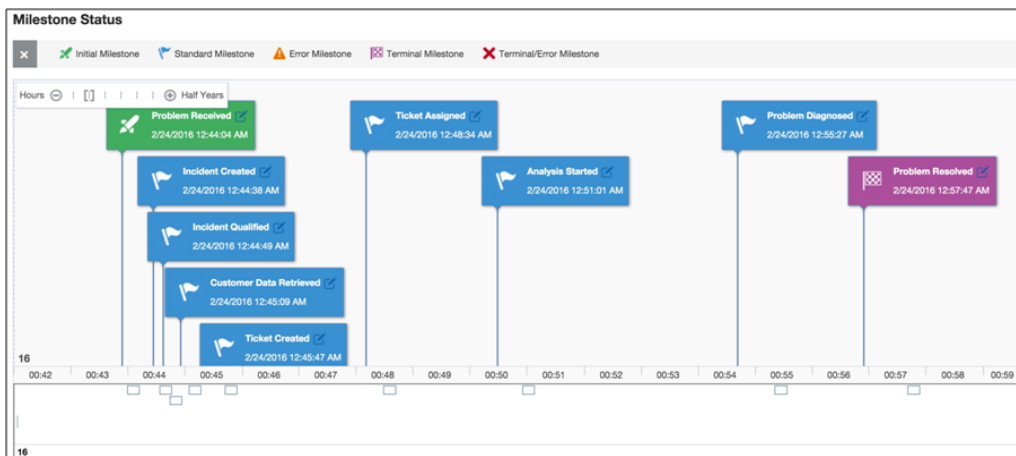 Milestone Status
Initial Milestone Standard Milestone Error Milestone Terminal Milestone Terminal/Error Milestone
Hours Half Years
Problem Received
2/24/2016 12:44:04 AM
Ticket Assigned
2/24/2016 12:48:34 AM
Problem Diagnosed
2/24/2016 12:55:27 AM
Incident Created
2/24/2016 12:44:38 AM
Analysis Started
2/24/2016 12:51:01 AM
Problem Resolved
2/24/2016 12:57:47 AM
Incident Qualified
2/24/2016 12:44:49 AM
Customer Data Retrieved
2/24/2016 12:45:09 AM
Ticket Created
2/24/2016 12:45:47 AM
16
00:42 00:43 00:44 00:45 00:46 00:47 00:48 00:49 00:50 00:51 00:52 00:53 00:54 00:55 00:56 00:57 00:58 00:59
16